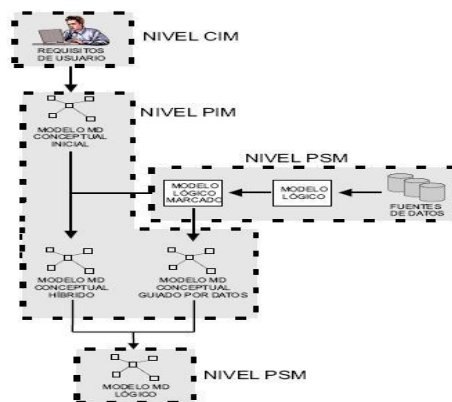 NIVEL CIM
REQUISITOS
DE USUARIO
NIVEL PIM
MODELO MD
CONCEPTUAL
INICIAL
NIVEL PSM
MODELO
LÓGICO
MARCADO
MODELO
LÓGICO
FUENTES
DE DATOS
MODELO MD
CONCEPTUAL
HÍBRIDO
MODELO MD
CONCEPTUAL
GUIADO POR DATOS
MODELO MD
LÓGICO
NIVEL PSM